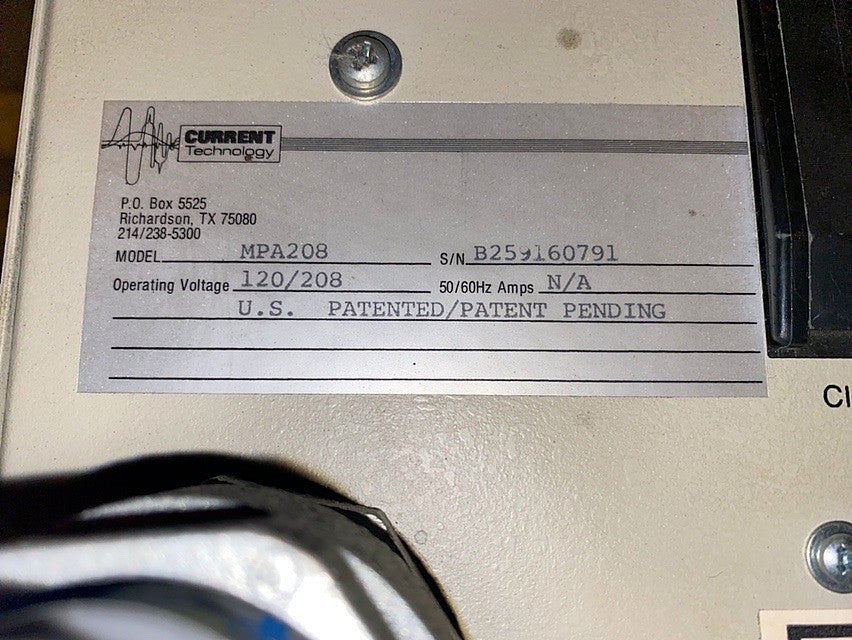 CURRENT
Technology
P.O. Box 5525
Richardson, TX 75080
214/238-5300
MODEL MPA208 S/N B259160791
Operating Voltage 120/208 50/60Hz Amps N/A
U.S. PATENTED/PATENT PENDING